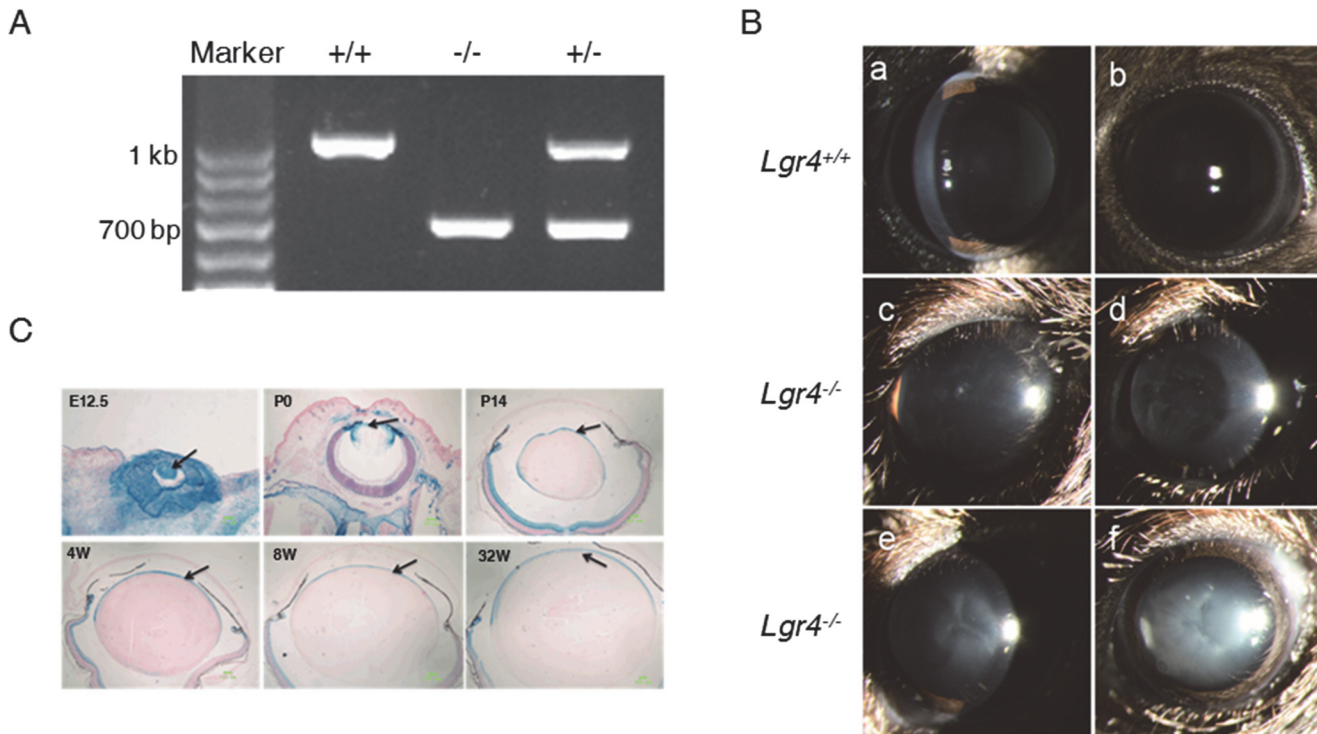 A
Marker +/+ -/- +/-
1 kb
700 bp
B
a b
Lgr4+/+
c d
Lgr4-/-
e f
Lgr4-/-
C
E12.5 P0 P14
4W 8W 32W